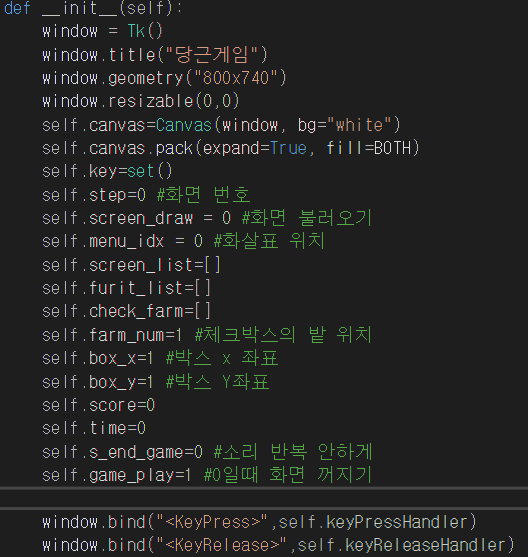 def __init__(self):
    window = Tk()
    window.title("당근게임")
    window.geometry("800x740")
    window.resizable(0,0)
    self.canvas=Canvas(window, bg="white")
    self.canvas.pack(expand=True, fill=BOTH)
    self.key=set()
    self.step=0 #화면 번호
    self.screen_draw = 0 #화면 불러오기
    self.menu_idx = 0 #화살표 위치
    self.screen_list=[]
    self.furit_list=[]
    self.check_farm=[]
    self.farm_num=1 #체크박스의 밭 위치
    self.box_x=1 #박스 x 좌표
    self.box_y=1 #박스 Y좌표
    self.score=0
    self.time=0
    self.s_end_game=0 #소리 반복 안하게
    self.game_play=1 #0일때 화면 꺼지기
    window.bind("<KeyPress>",self.keyPressHandler)
    window.bind("<KeyRelease>",self.keyReleaseHandler)